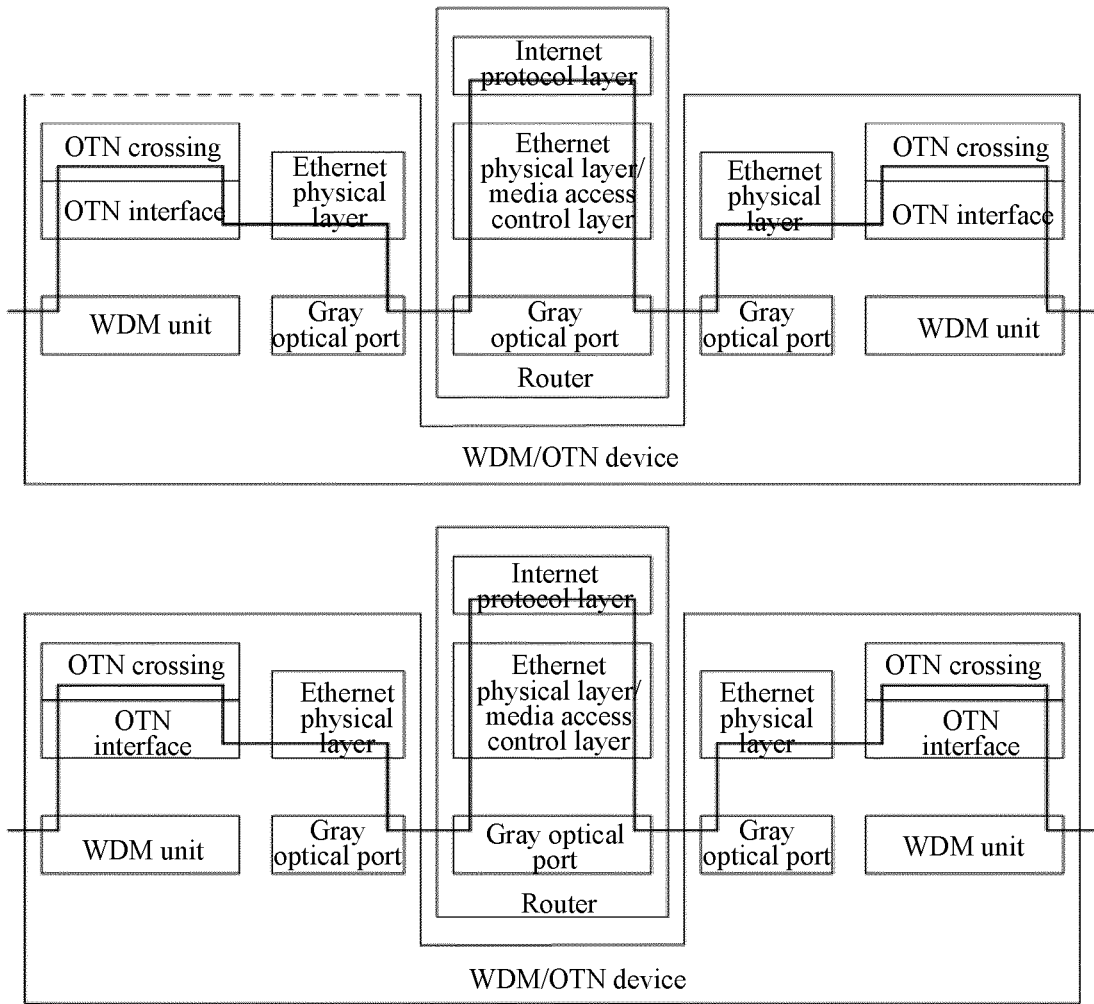 Internet
protocol layer
OTN crossing
OTN interface
WDM unit
Ethernet
physical
layer
Gray
optical port
Ethernet
physical layer/
media access
control layer
Gray
optical port
Router
Ethernet
physical
layer
Gray
optical port
OTN crossing
OTN interface
WDM unit
WDM/OTN device
Internet
protocol layer
OTN crossing
OTN
interface
WDM unit
Ethernet
physical
layer
Gray
optical port
Ethernet
physical layer/
media access
control layer
Gray optical
port
Router
Ethernet
physical
layer
Gray
optical port
OTN crossing
OTN
interface
WDM unit
WDM/OTN device